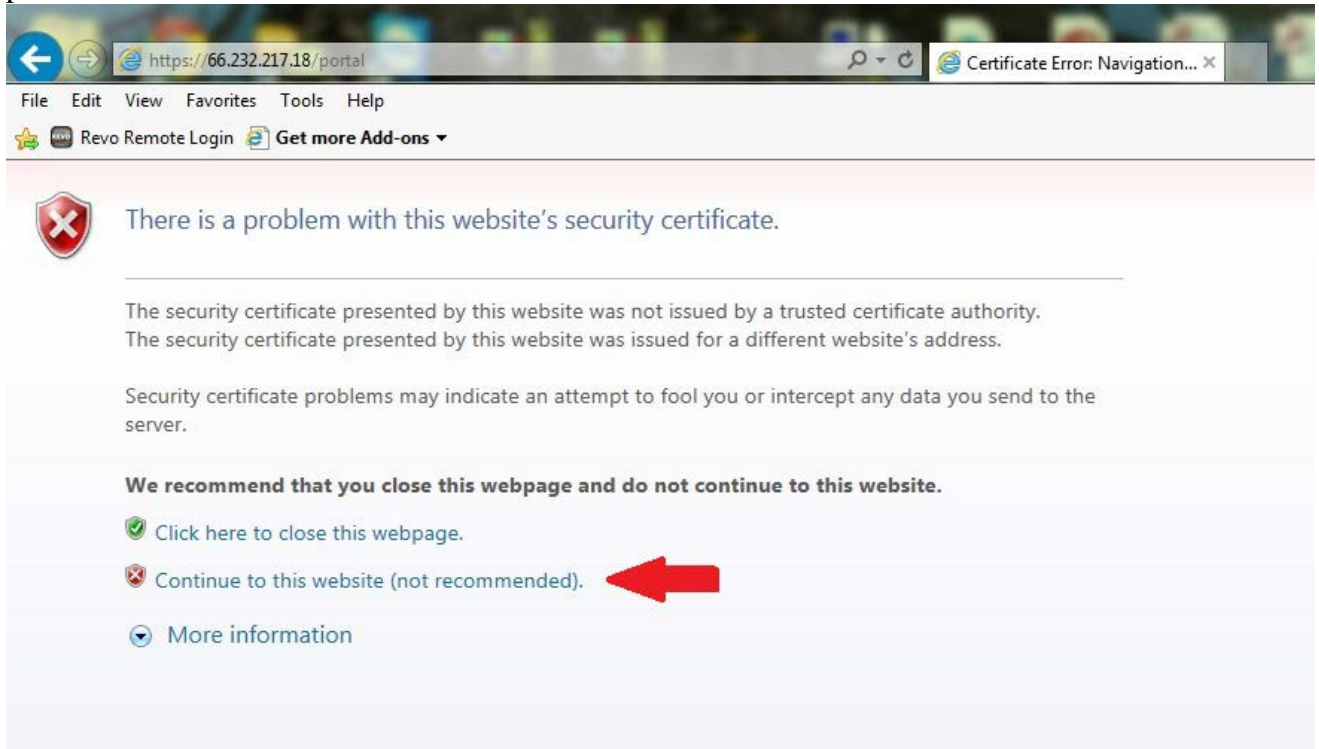 https://66.232.217.18/portal
Certificate Error: Navigation...
File Edit View Favorites Tools Help
Revo Remote Login Get more Add-ons
There is a problem with this website's security certificate.
The security certificate presented by this website was not issued by a trusted certificate authority.
The security certificate presented by this website was issued for a different website's address.
Security certificate problems may indicate an attempt to fool you or intercept any data you send to the
server.
We recommend that you close this webpage and do not continue to this website.
Click here to close this webpage.
Continue to this website (not recommended).
More information